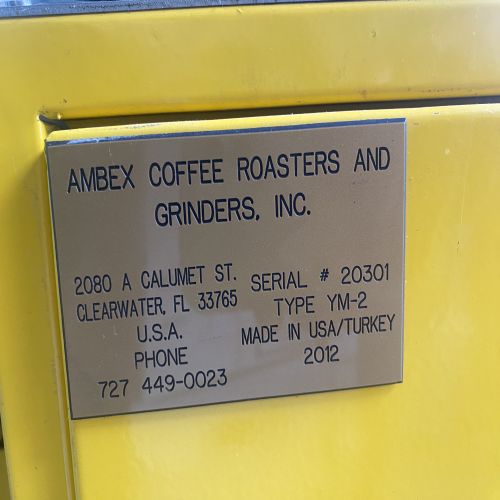 AMBEX COFFEE ROASTERS AND
GRINDERS, INC.
2080 A CALUMET ST.
CLEARWATER, FL 33765
U.S.A.
PHONE
727 449-0023
SERIAL # 20301
TYPE YM-2
MADE IN USA/TURKEY
2012